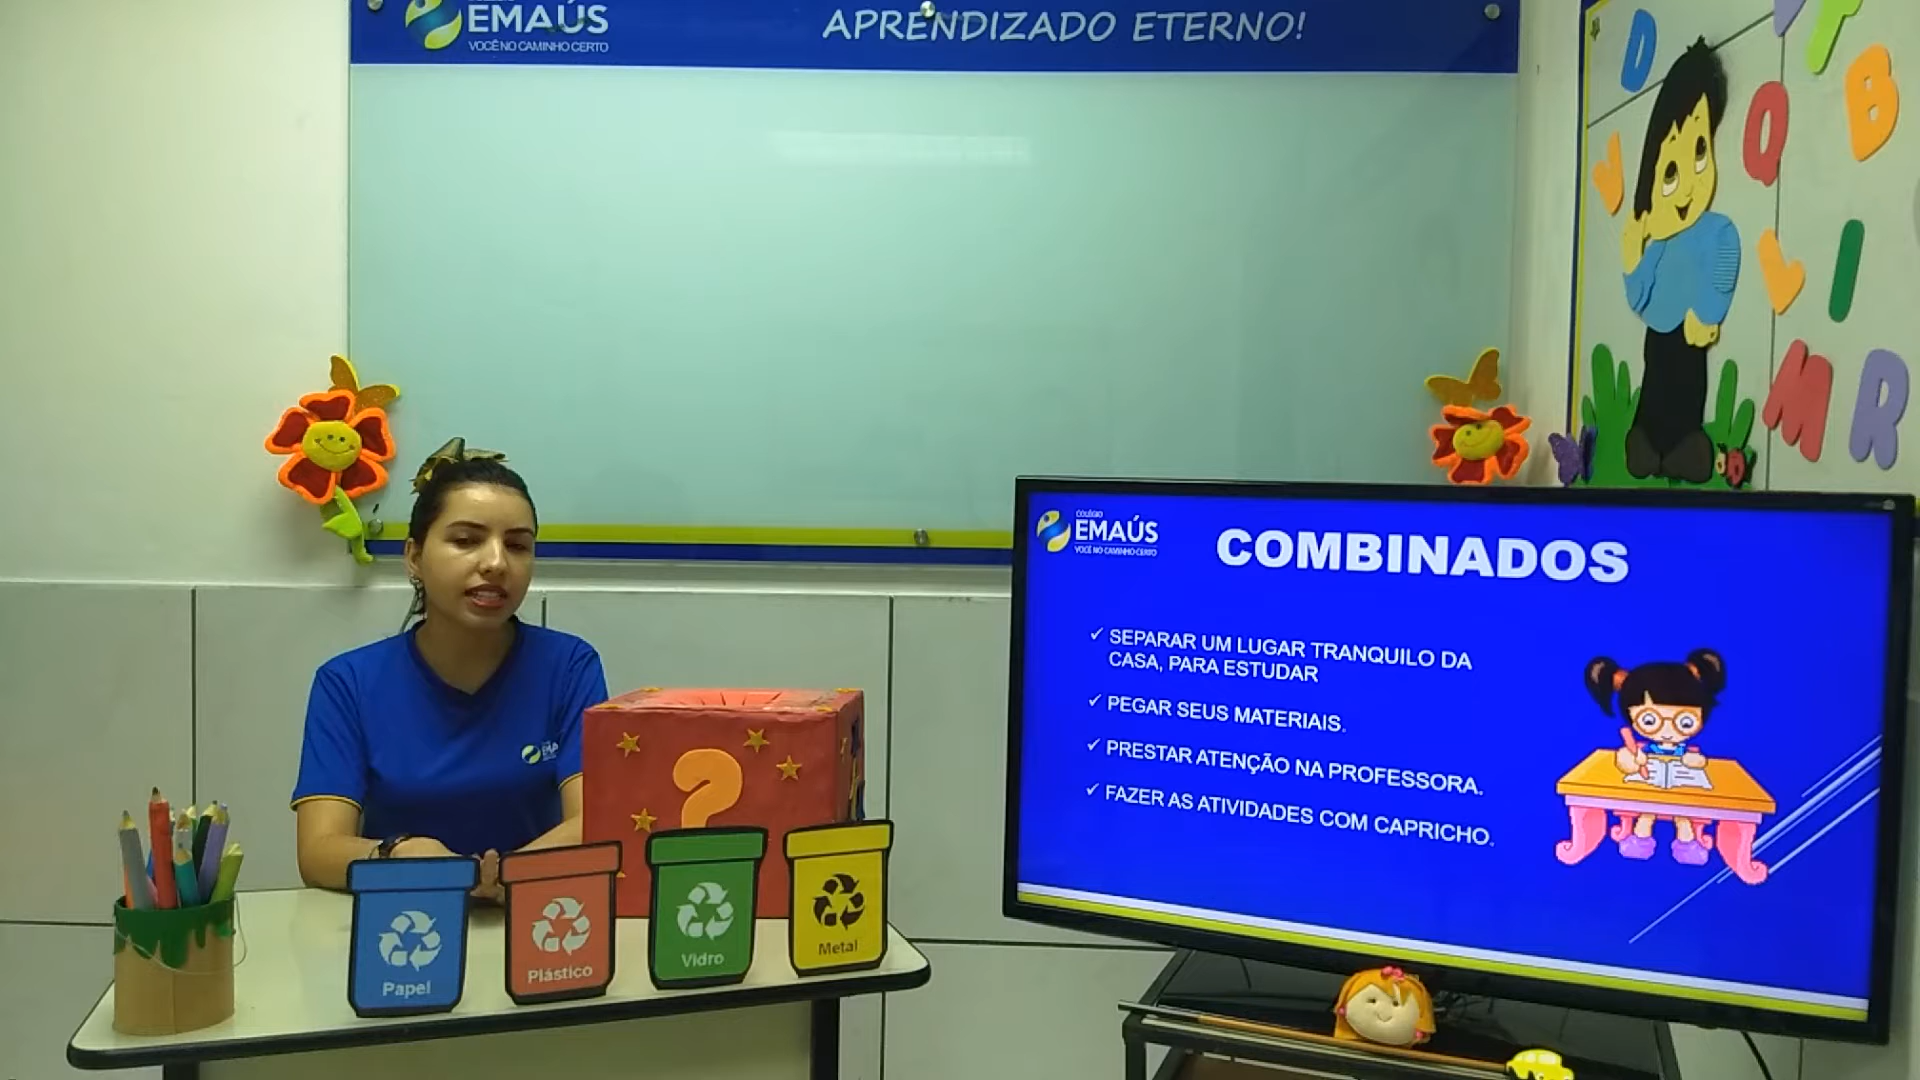 EMAÚS
VOCÊ NO CAMINHO CERTO
APRENDIZADO ETERNO!
D
V
Q
B
L
I
M
R
COLÉGIO
EMAÚS
VOCÊ NO CAMINHO CERTO
COMBINADOS
✓ SEPARAR UM LUGAR TRANQUILO DA
CASA, PARA ESTUDAR
✓ PEGAR SEUS MATERIAIS.
✓ PRESTAR ATENÇÃO NA PROFESSORA.
✓ FAZER AS ATIVIDADES COM CAPRICHO.
?
Papel
Plástico
Vidro
Metal